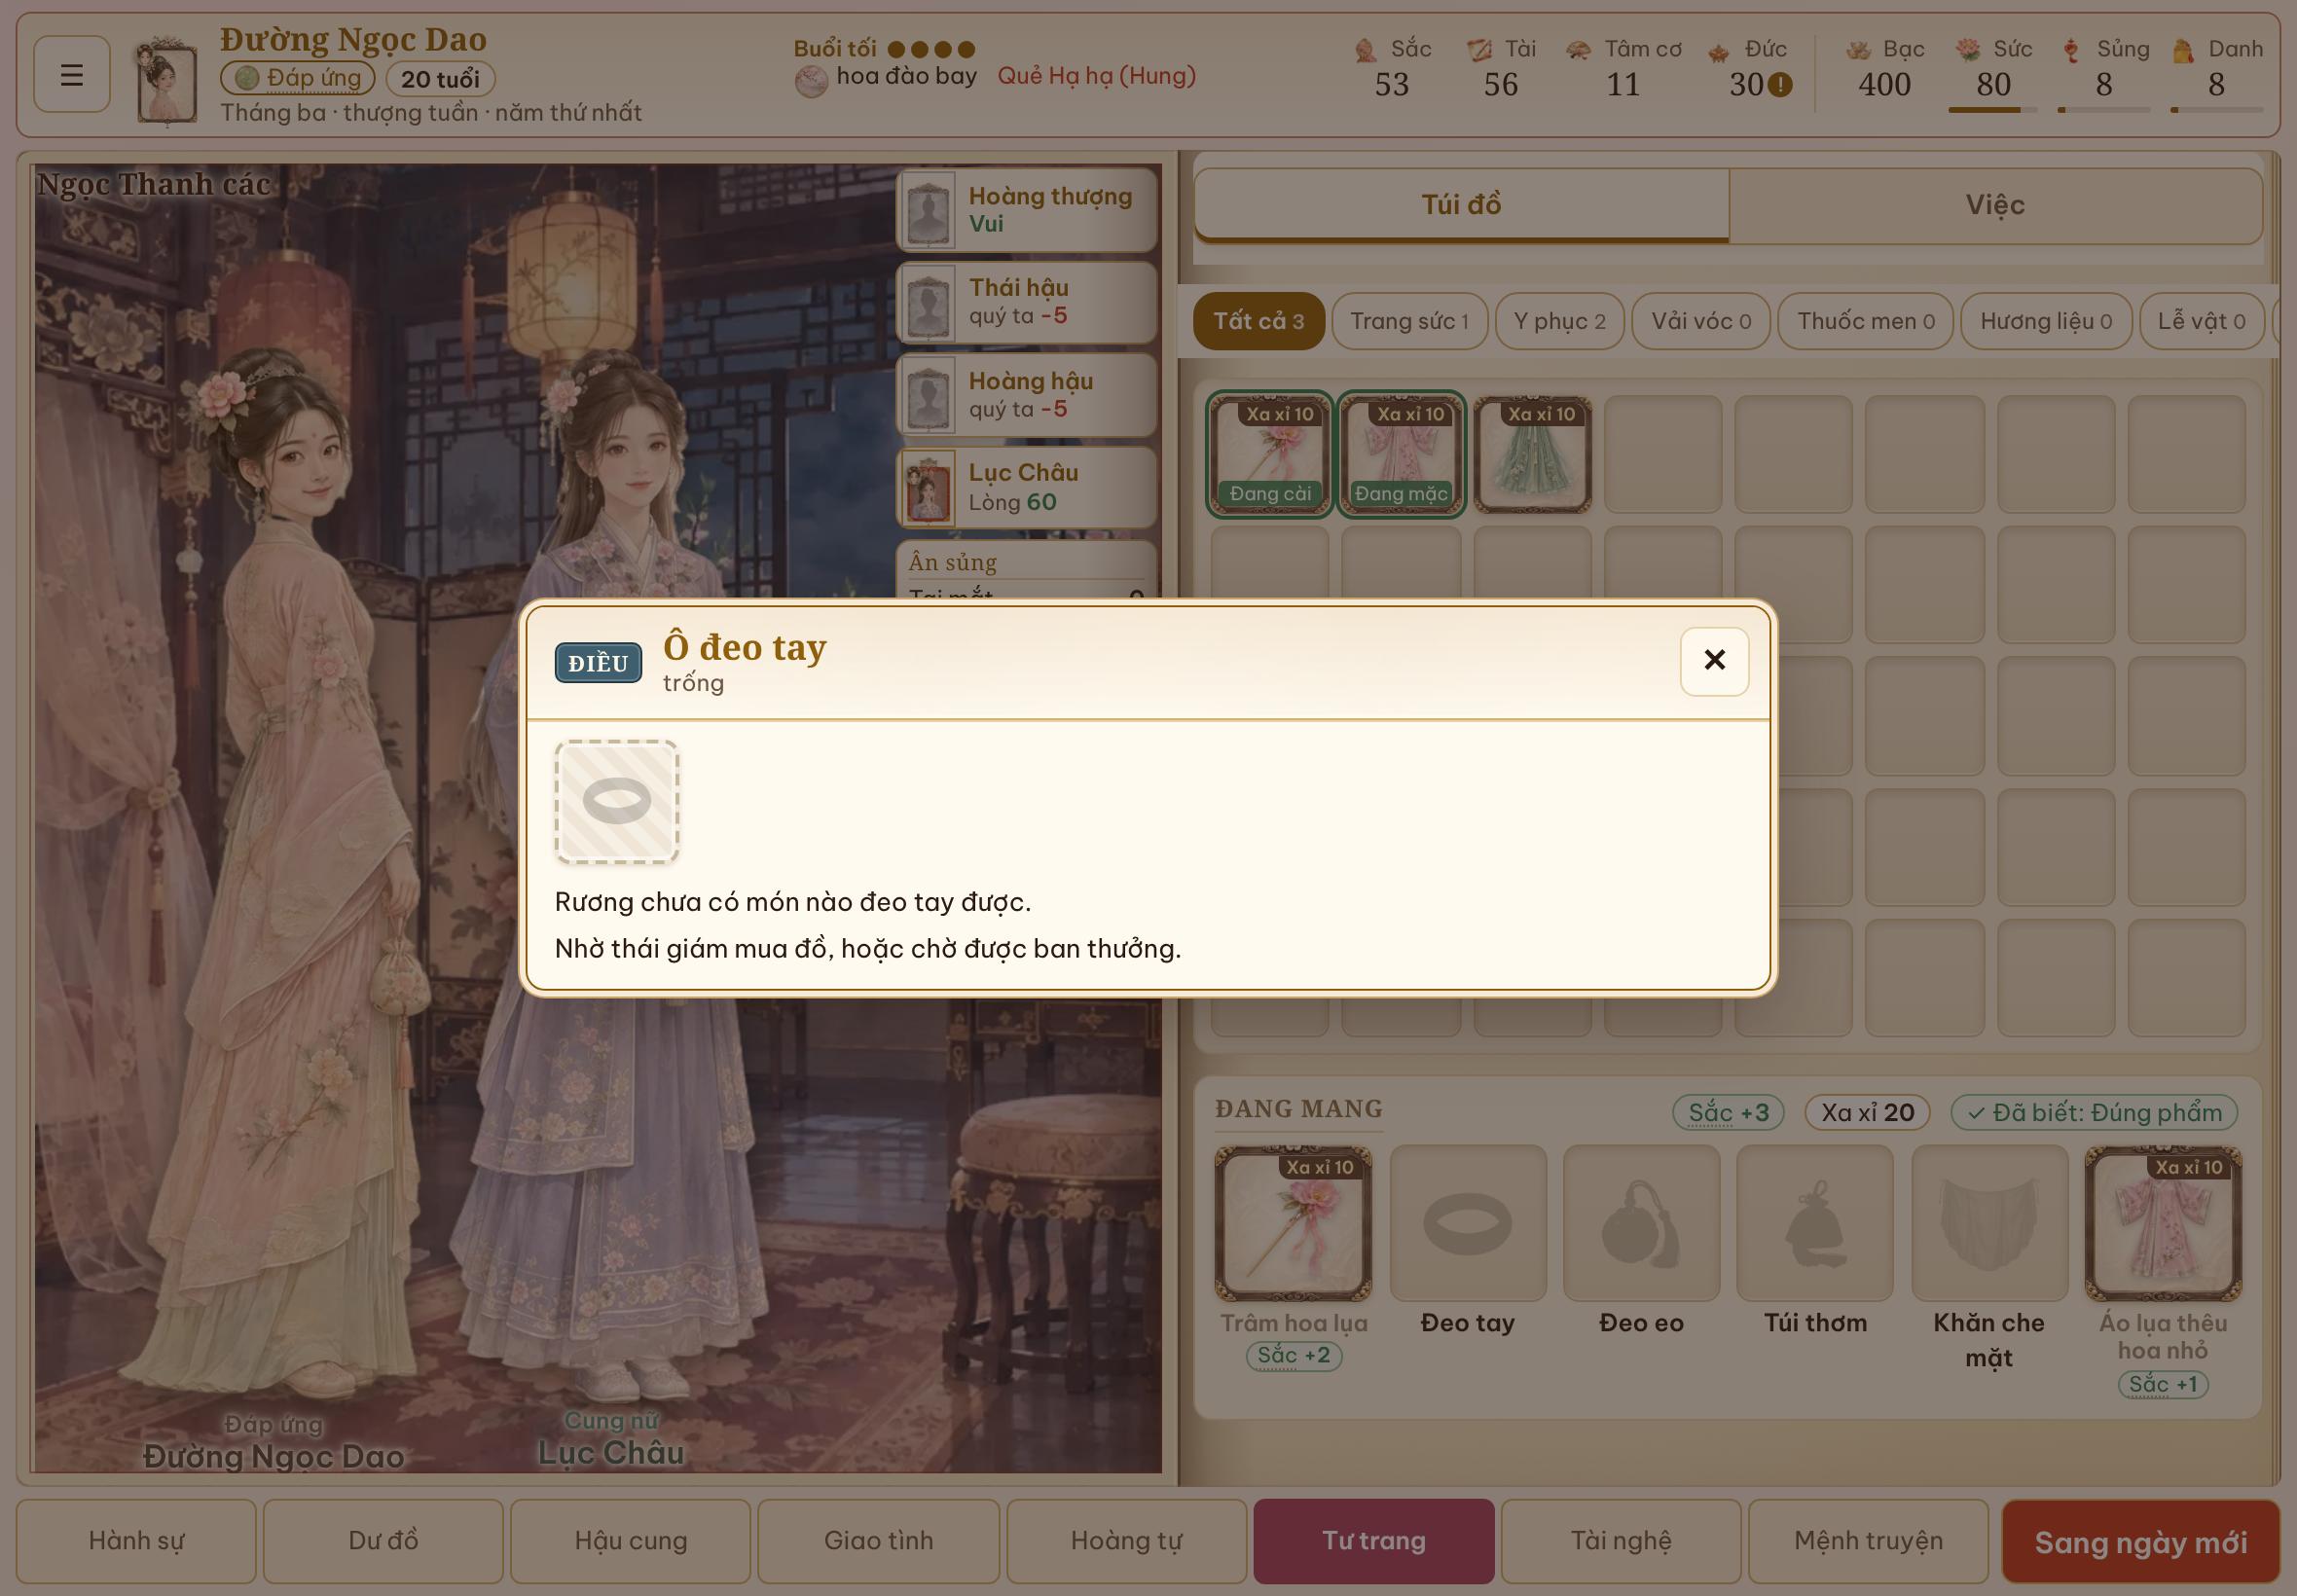 ☰
Đường Ngọc Dao
Đáp ứng
20 tuổi
Tháng ba · thượng tuần · năm thứ nhất
Buổi tối
hoa đào bay
Quẻ Hạ hạ (Hung)
Sắc
53
Tài
56
Tâm cơ
11
Đức
30 !
Bạc
400
Sức
80
Sủng
8
Danh
8
Ngọc Thanh các
Hoàng thượng
Vui
Thái hậu
quý ta -5
Hoàng hậu
quý ta -5
Lục Châu
Lòng 60
Ân sủng
Tai mắt 0
Đáp ứng
Đường Ngọc Dao
Cung nữ
Lục Châu
Túi đồ
Việc
Tất cả 3
Trang sức 1
Y phục 2
Vải vóc 0
Thuốc men 0
Hương liệu 0
Lễ vật 0
Xa xỉ 10
Đang cài
Xa xỉ 10
Đang mặc
Xa xỉ 10
ĐIỀU
Ô đeo tay
trống
✕
Rương chưa có món nào đeo tay được.
Nhờ thái giám mua đồ, hoặc chờ được ban thưởng.
ĐANG MANG
Sắc +3
Xa xỉ 20
✓ Đã biết: Đúng phẩm
Xa xỉ 10
Trâm hoa lụa
Sắc +2
Đeo tay
Đeo eo
Túi thơm
Khăn che
mặt
Xa xỉ 10
Áo lụa thêu
hoa nhỏ
Sắc +1
Hành sự
Dư đồ
Hậu cung
Giao tình
Hoàng tự
Tư trang
Tài nghệ
Mệnh truyện
Sang ngày mới